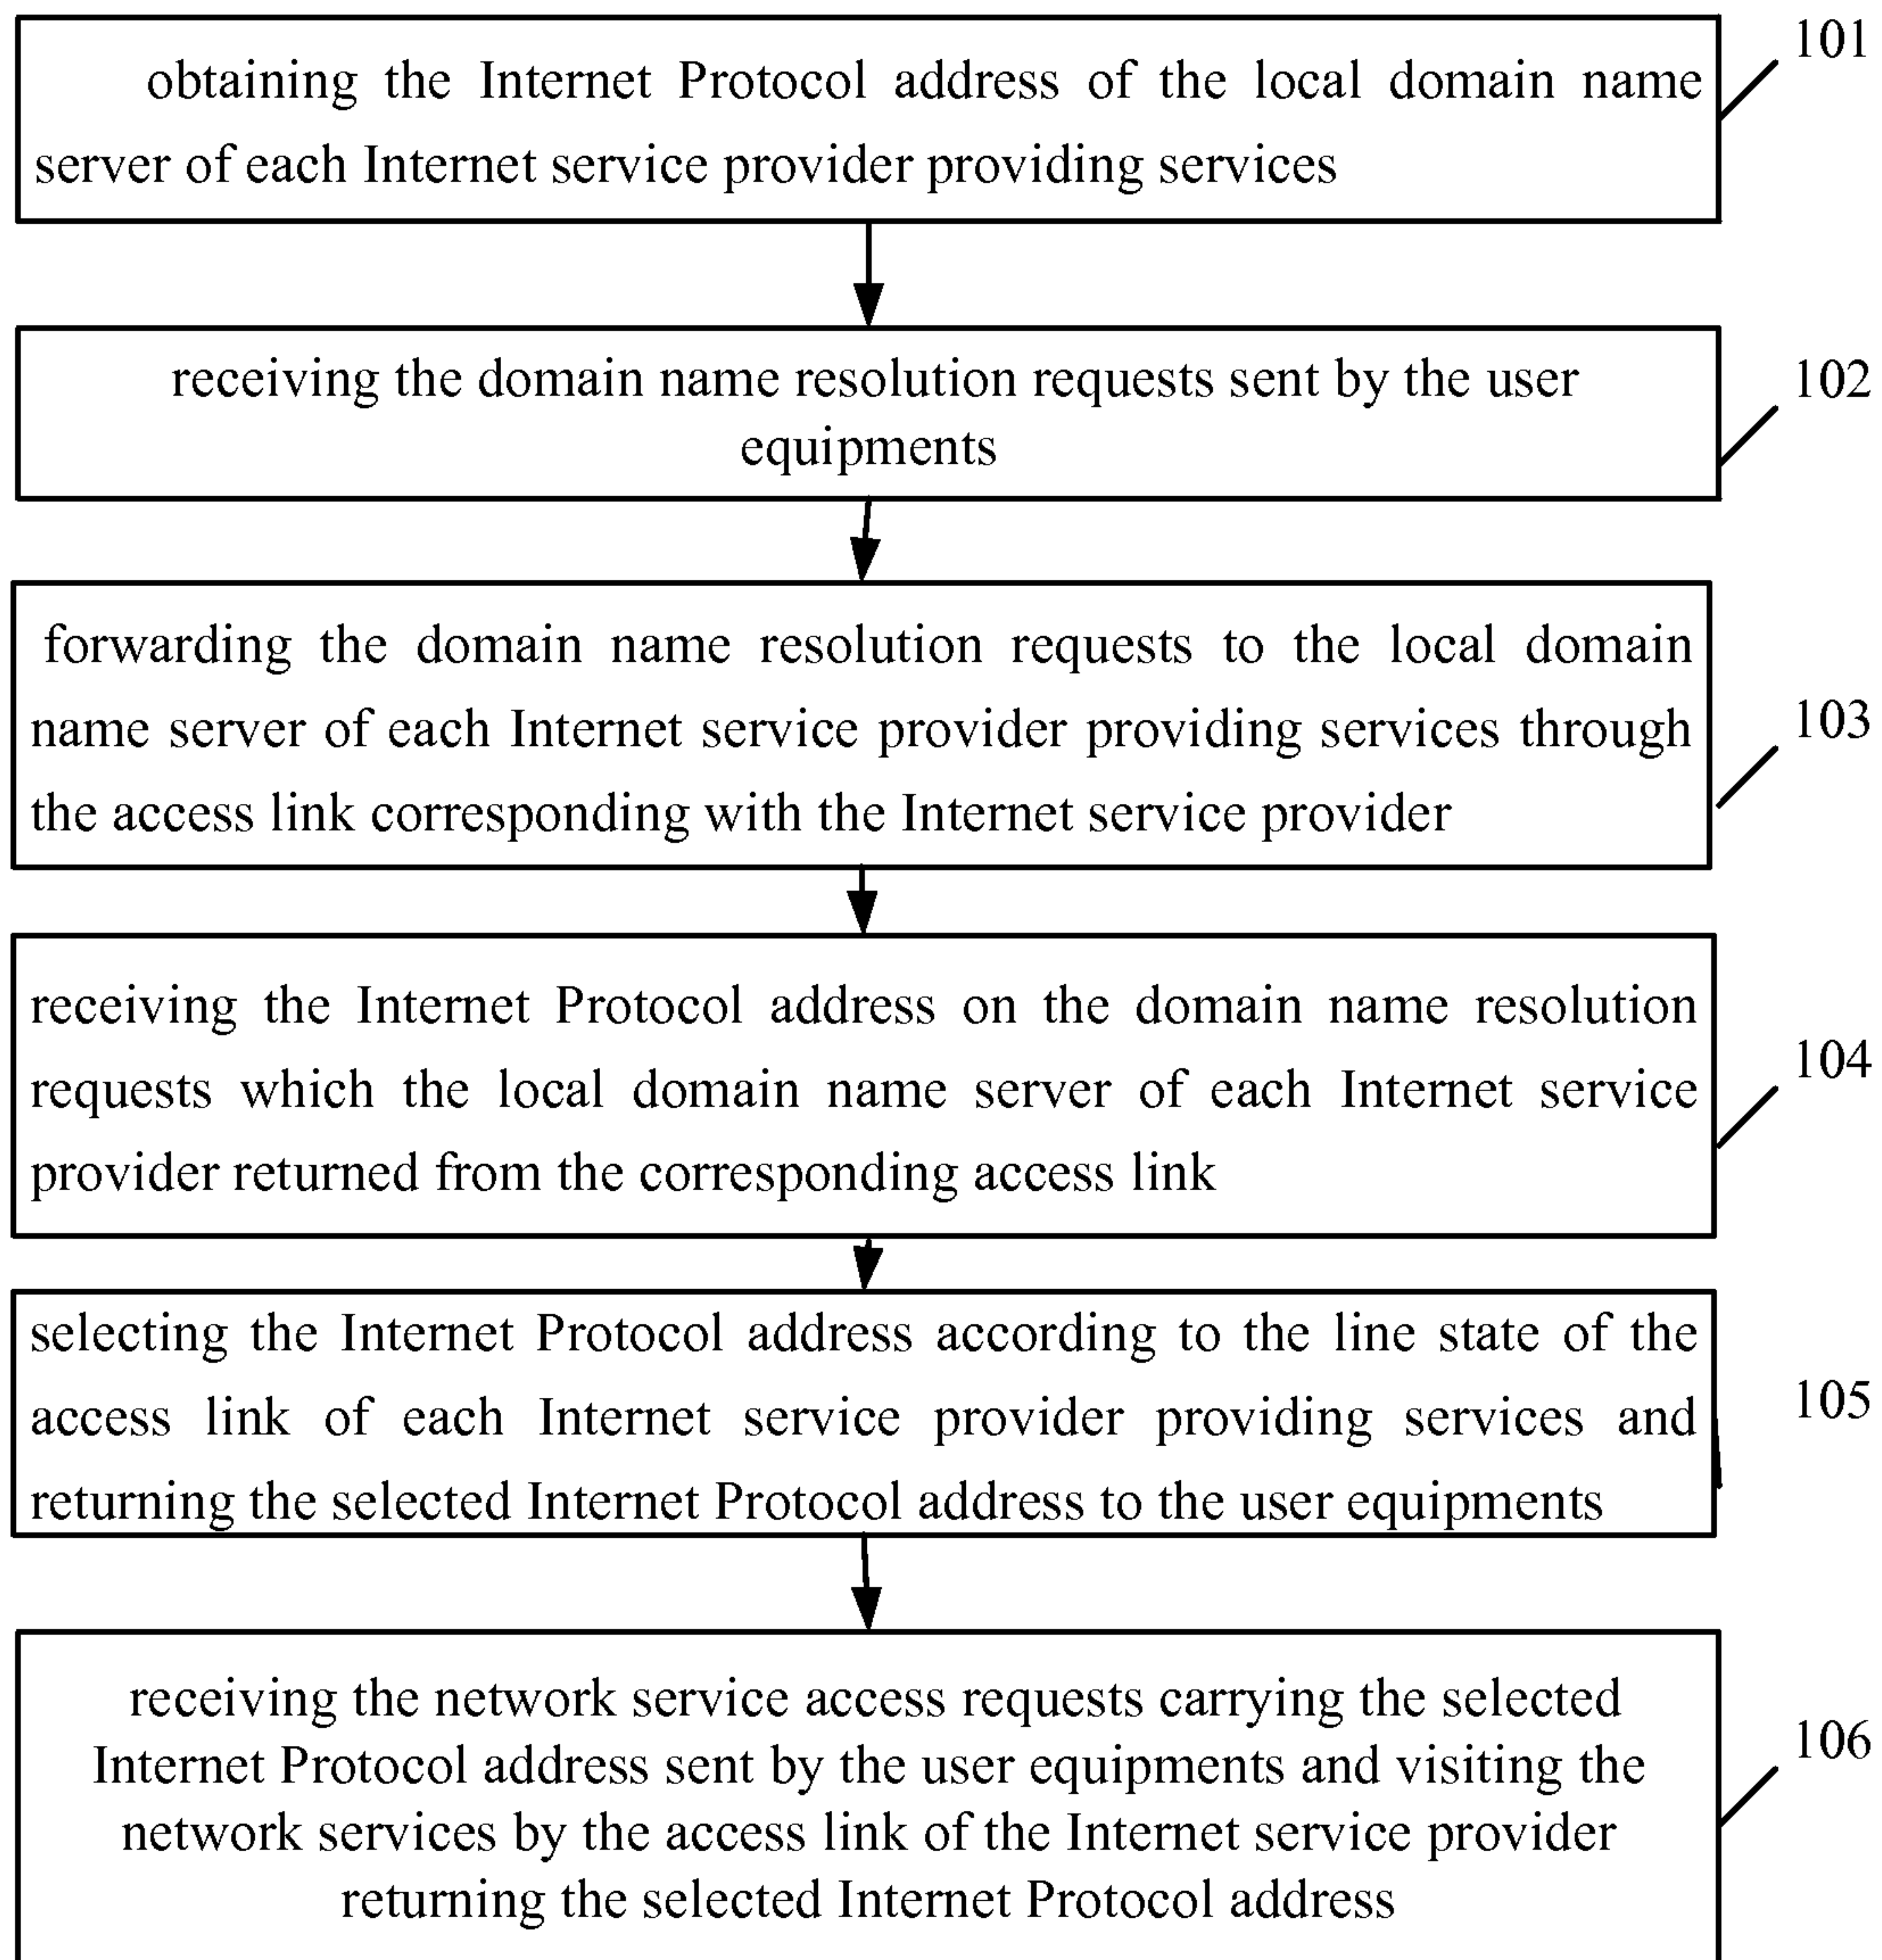 101
obtaining the Internet Protocol address of the local domain name
server of each Internet service provider providing services
102
receiving the domain name resolution requests sent by the user
equipments
forwarding the domain name resolution requests to the local domain
name server of each Internet service provider providing services through
103
the access link corresponding with the Internet service provider
receiving the Internet Protocol address on the domain name resolution
104
requests which the local domain name server of each Internet service
provider returned from the corresponding access link
selecting the Internet Protocol address according to the line state of the
105
access link of each Internet service provider providing services and
returning the selected Internet Protocol address to the user equipments
receiving the network service access requests carrying the selected
106
Internet Protocol address sent by the user equipments and visiting the
network services by the access link of the Internet service provider
returning the selected Internet Protocol address